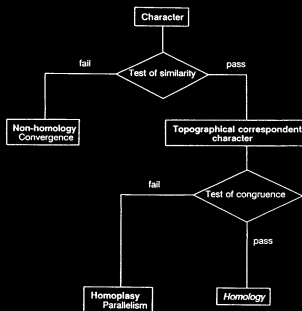 Character
fail
pass
Test of similarity
Non-homology
Convergence
Topographical correspondent
character
fail
Test of congruence
pass
Homoplasy
Parallelism
Homology